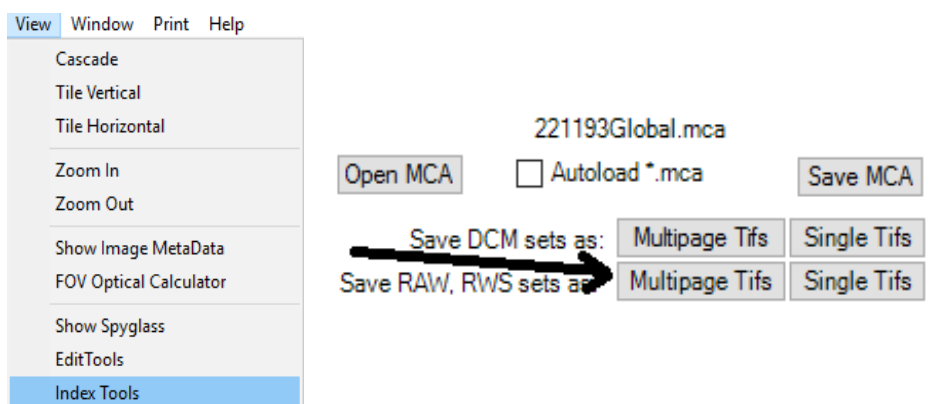 View Window Print Help
Cascade
Tile Vertical
Tile Horizontal
Zoom In
Zoom Out
Show Image MetaData
FOV Optical Calculator
Show Spyglass
EditTools
Index Tools
221193Global.mca
Open MCA Autoload *.mca Save MCA
Save DCM sets as: Multipage Tifs Single Tifs
Save RAW, RWS sets as Multipage Tifs Single Tifs